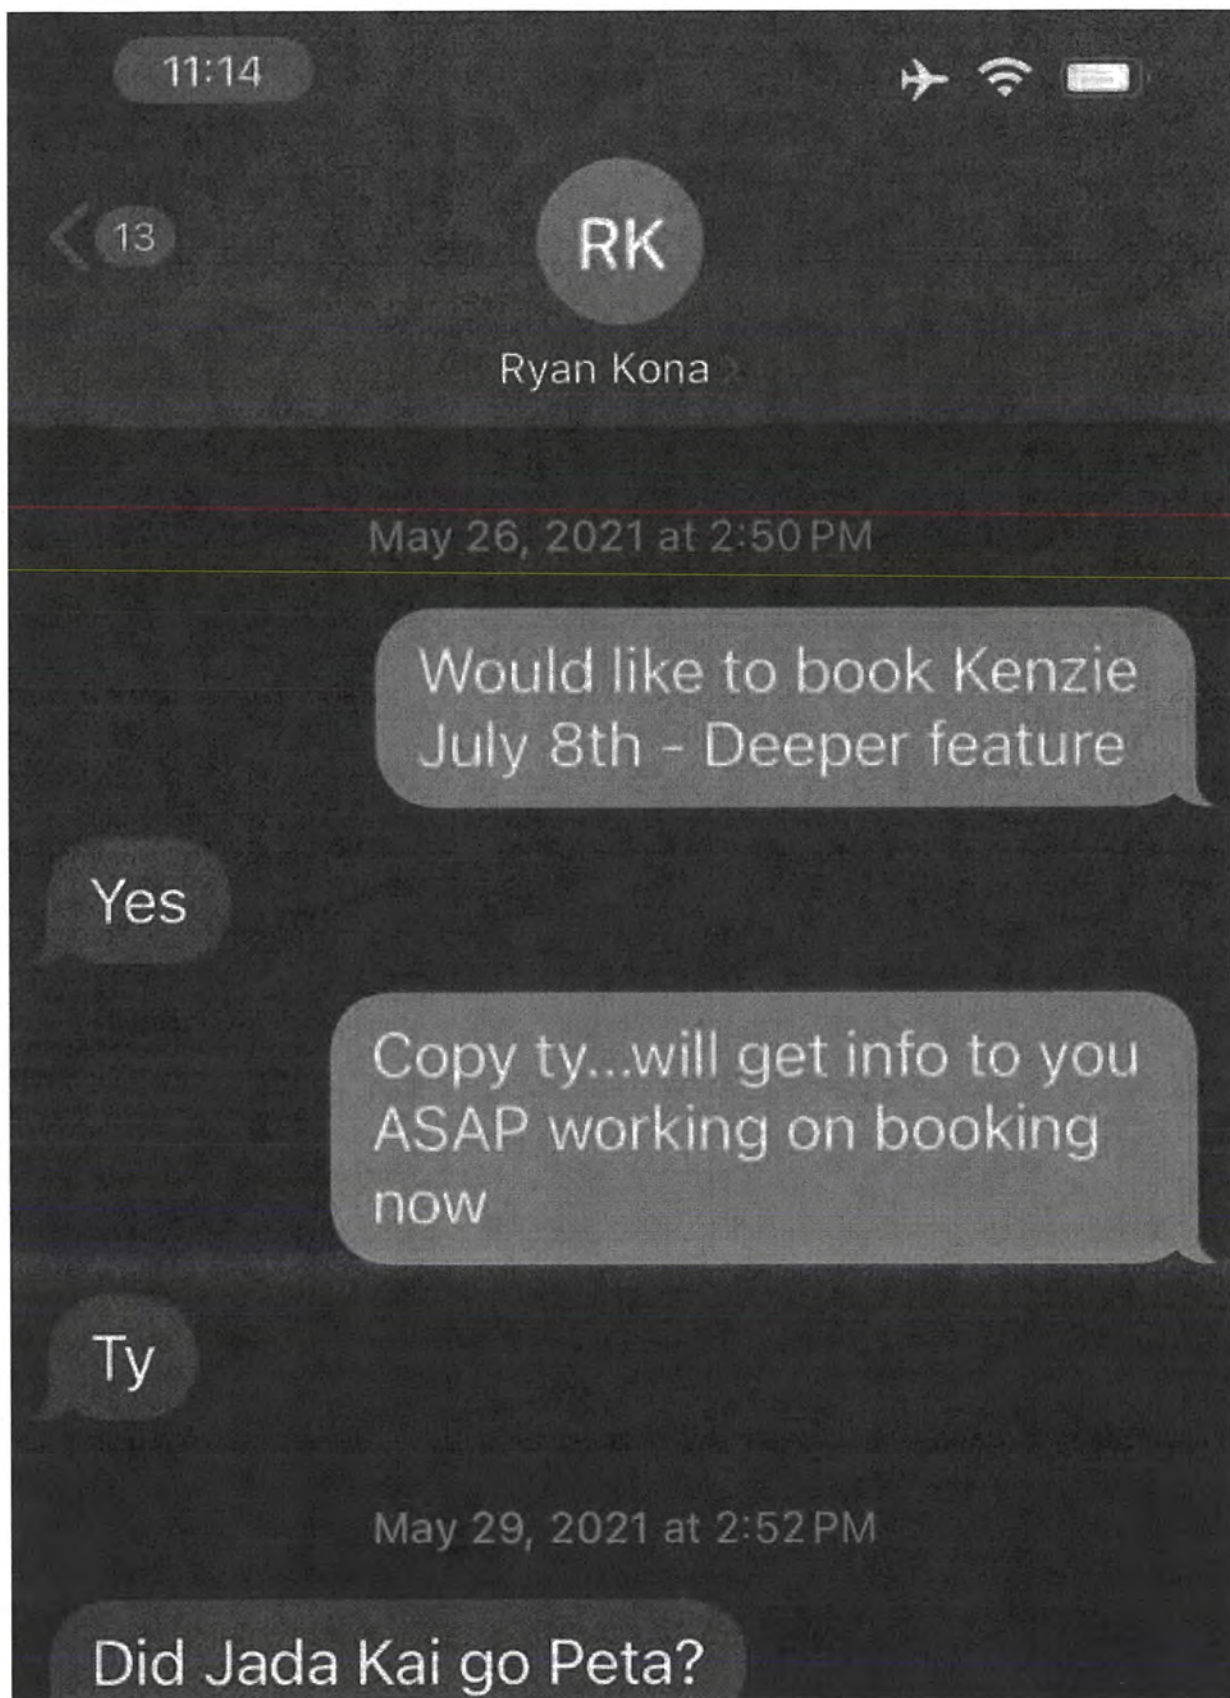 11:14
13
RK
Ryan Kona
May 26, 2021 at 2:50 PM
Would like to book Kenzie
July 8th - Deeper feature
Yes
Copy ty...will get info to you
ASAP working on booking
now
Ty
May 29, 2021 at 2:52 PM
Did Jada Kai go Peta?